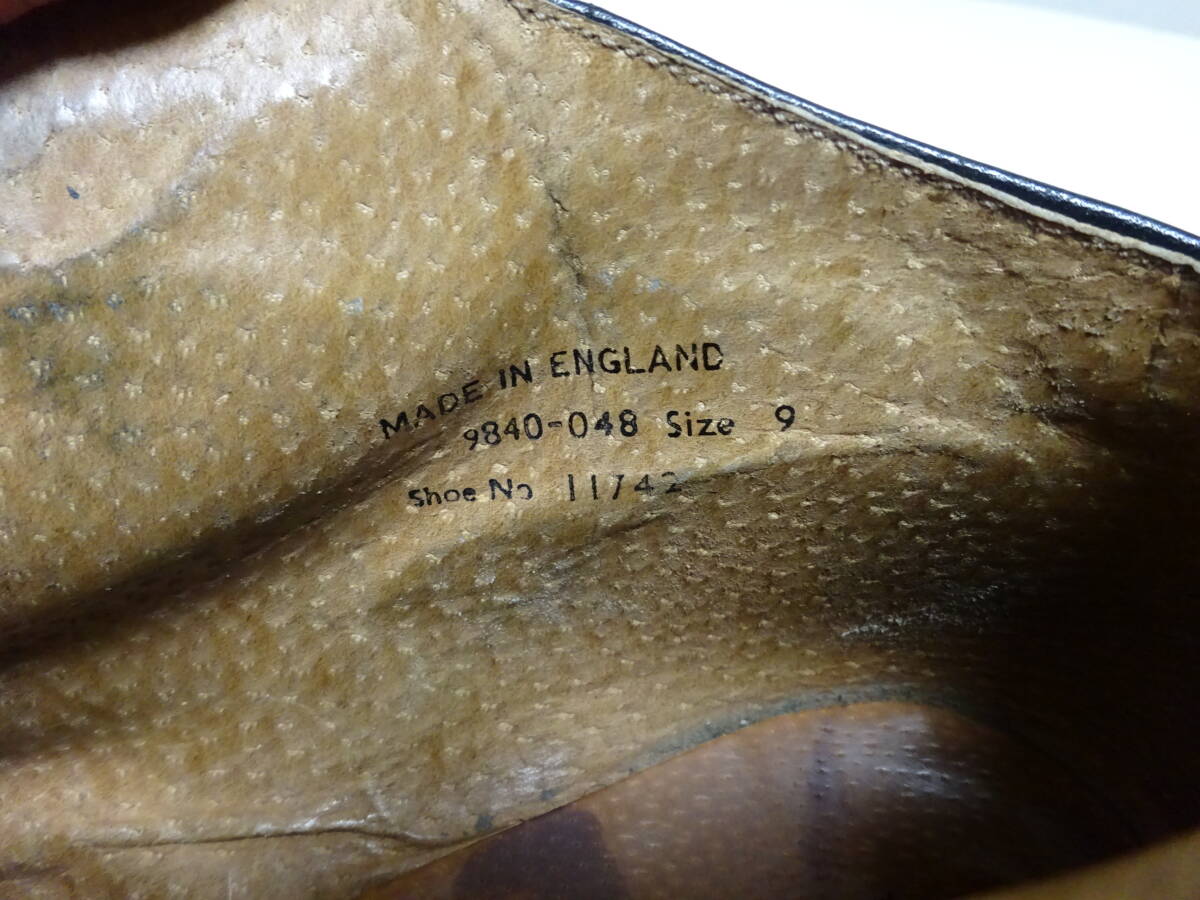 MADE IN ENGLAND
9840-048 Size 9
Shoe No 11742